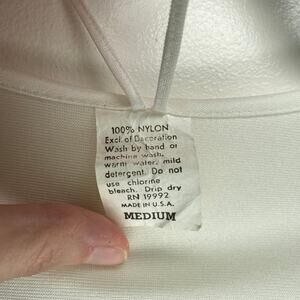 100% NYLON
Excl. of Decoration
Wash by hand or
machine wash,
warm water, mild
detergent. Do not
use chlorine
bleach. Drip dry
RN 19992
MADE IN U.S.A.
MEDIUM